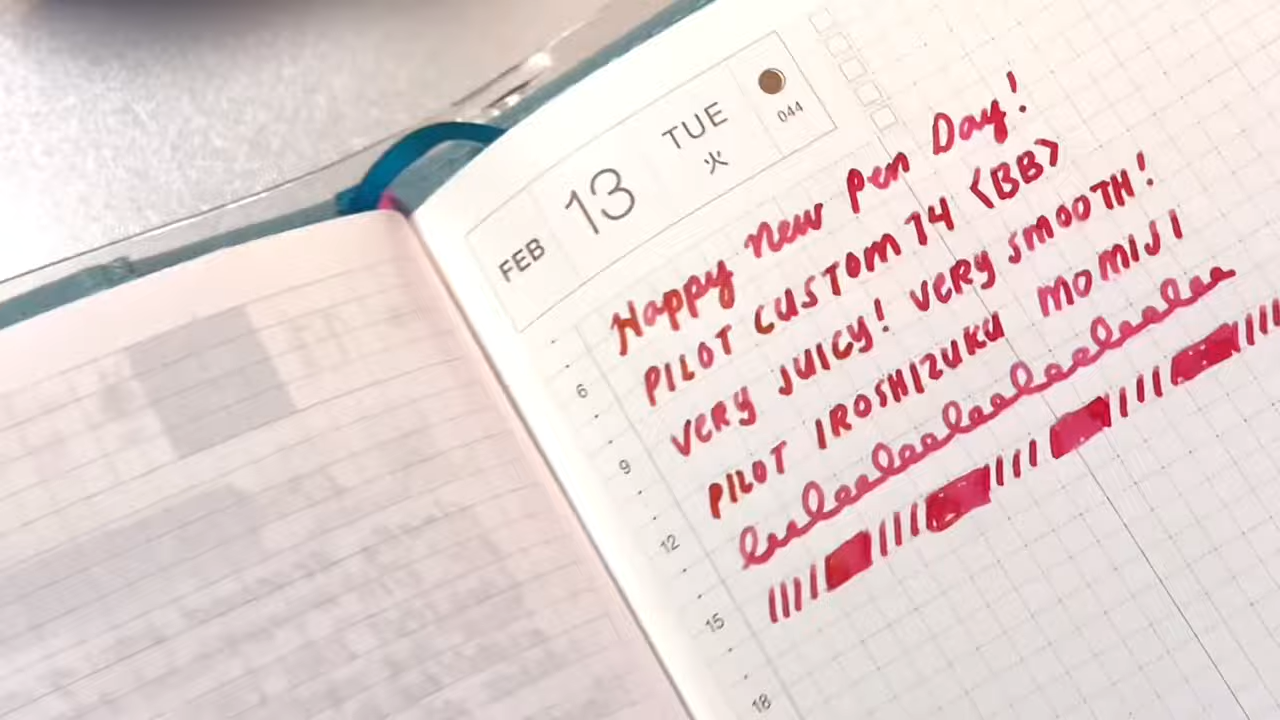 FEB 13 TUE 火 044
Happy New Pen Day!
PILOT CUSTOM 74 <BB>
VERY JUICY! VERY SMOOTH!
PILOT IROSHIZUKU MOMIJI
6
9
12
15
18